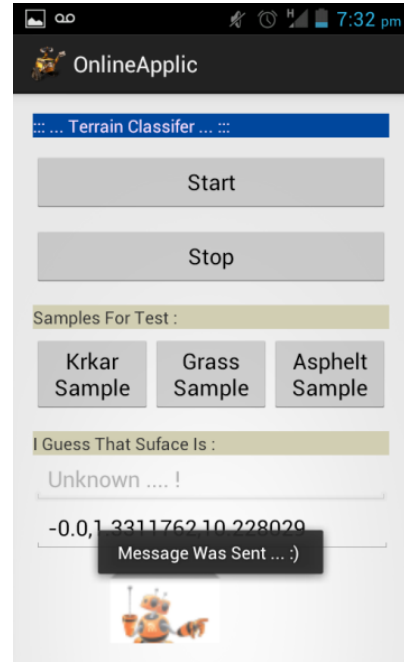 H 7:32 pm
OnlineApplic
::: ... Terrain Classifer ... :::
Start
Stop
Samples For Test :
Krkar Sample
Grass Sample
Asphelt Sample
I Guess That Suface Is :
Unknown .... !
-0.0,1.3311762,10.228029
Message Was Sent ... :)